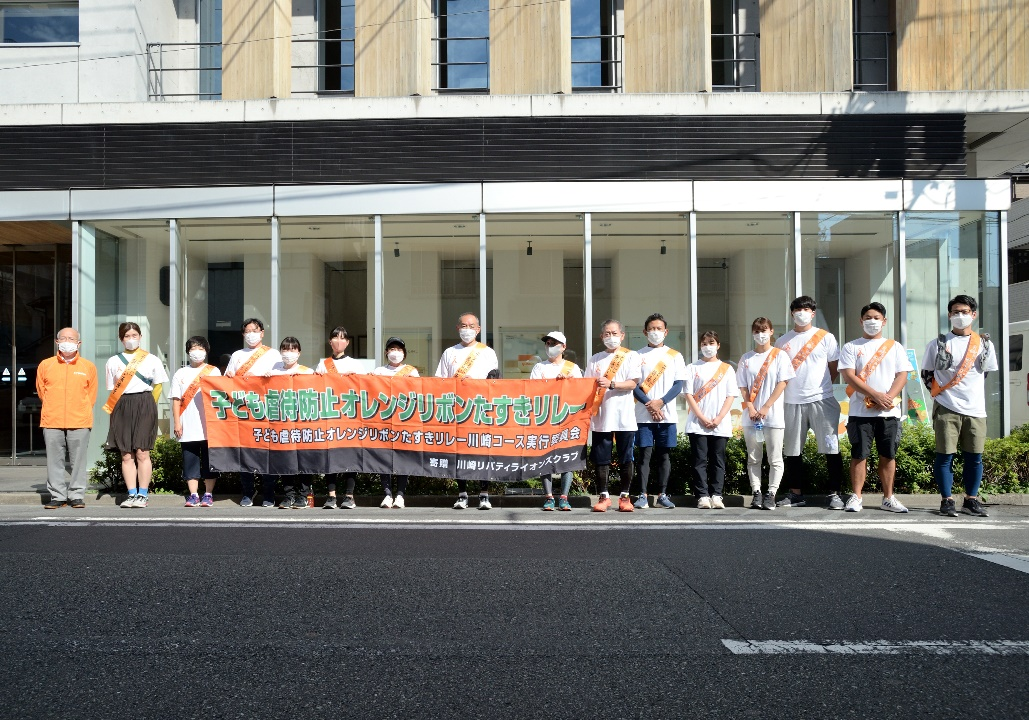 子ども虐待防止オレンジリボンたすきリレー
子ども虐待防止オレンジリボンたすきリレー川崎コース実行委員会
寄贈 川崎リバティライオンズクラブ